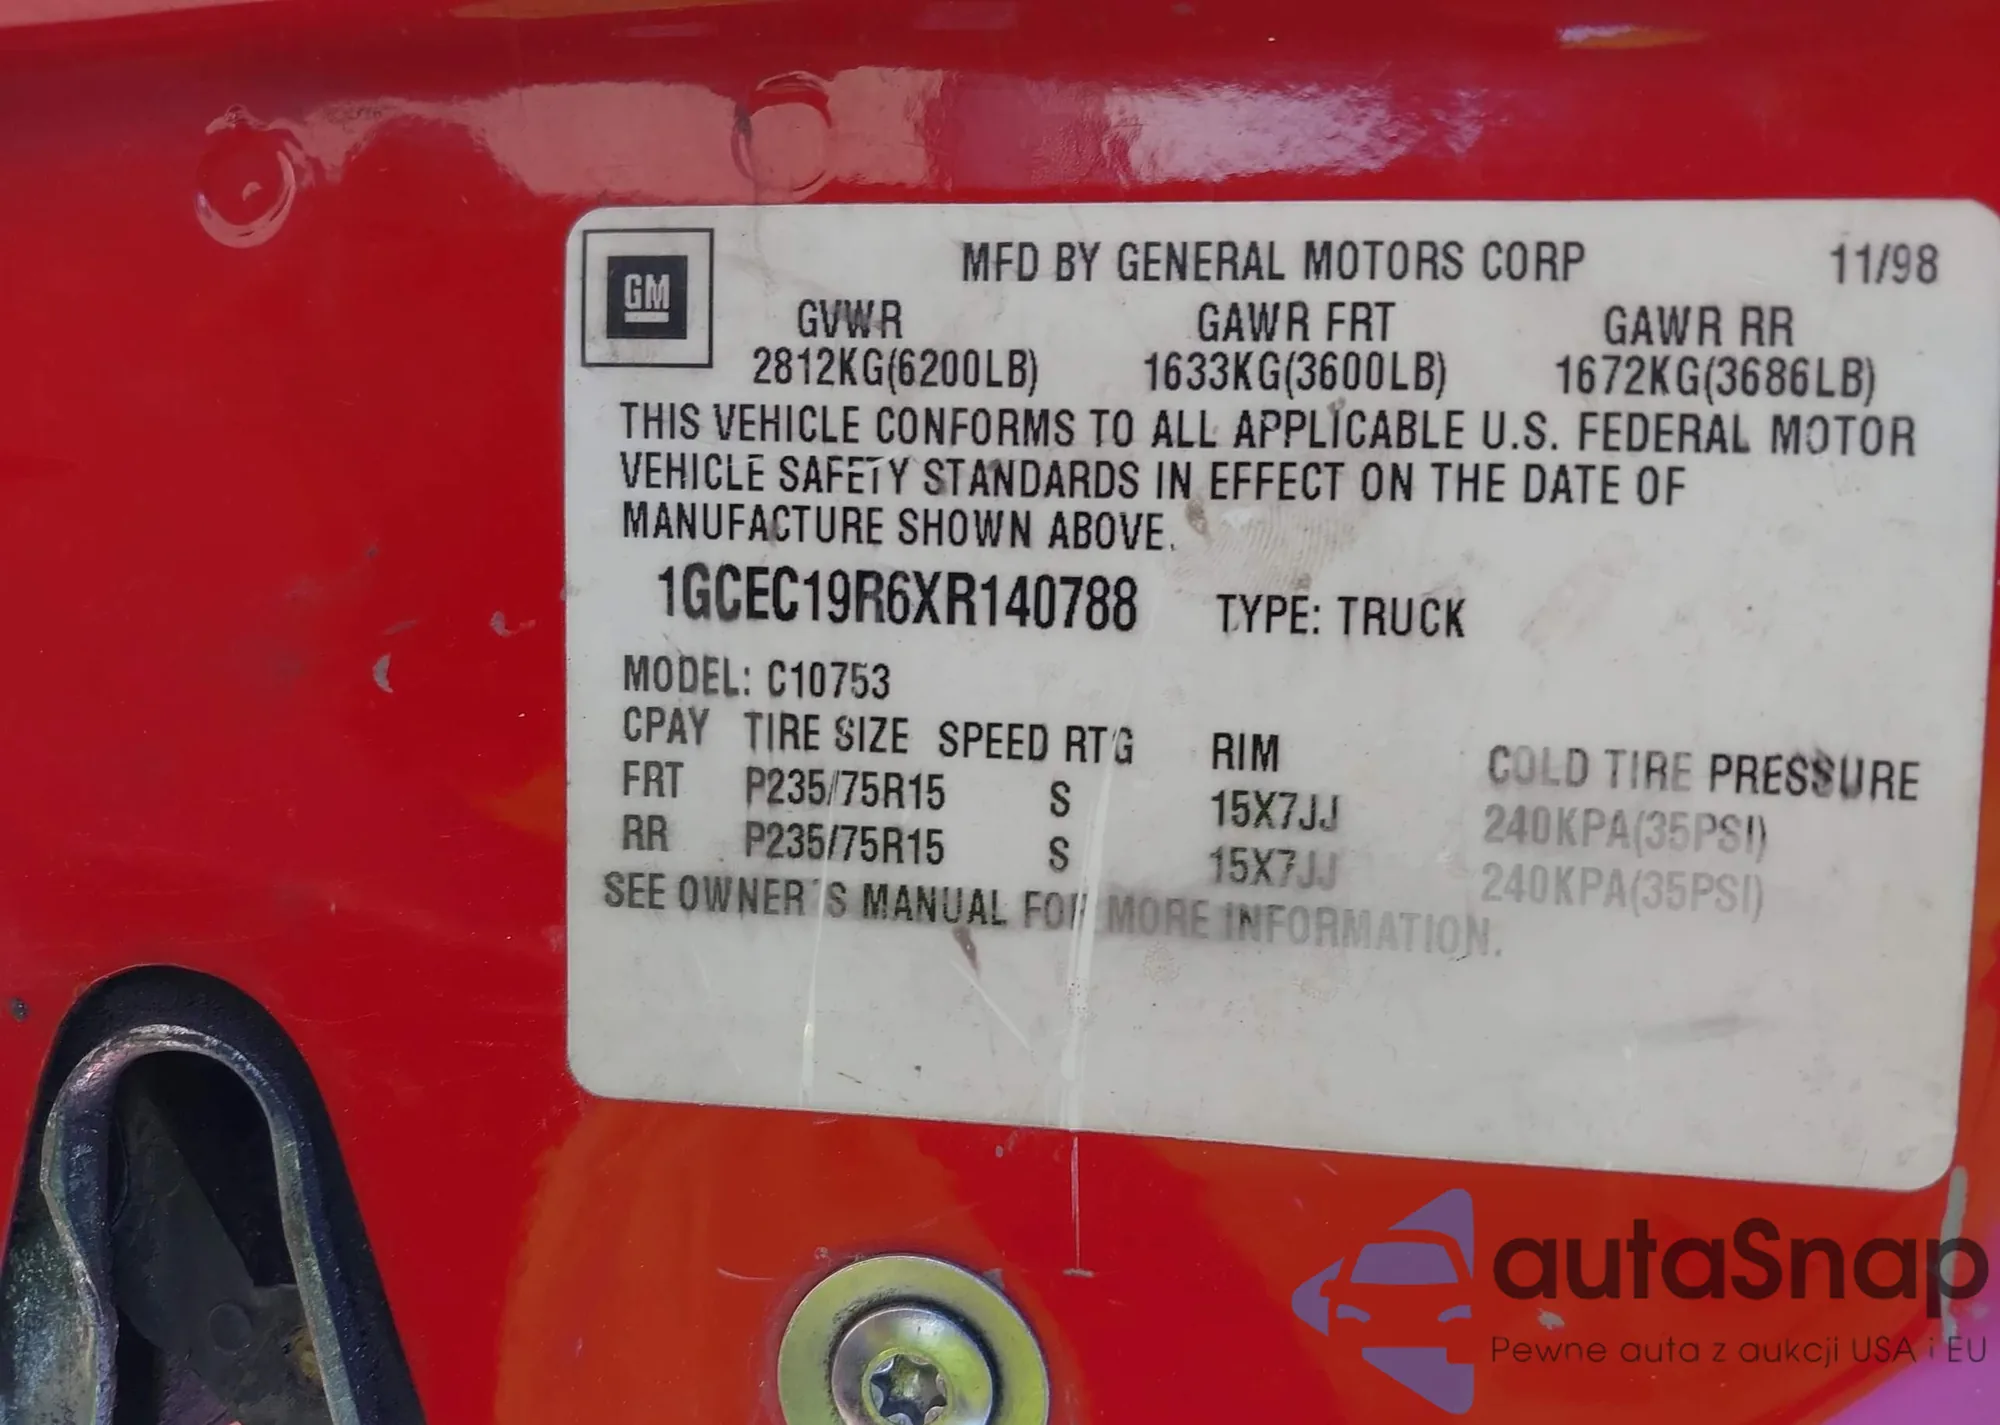 GM
MFD BY GENERAL MOTORS CORP 11/98
GVWR GAWR FRT GAWR RR
2812KG(6200LB) 1633KG(3600LB) 1672KG(3686LB)
THIS VEHICLE CONFORMS TO ALL APPLICABLE U.S. FEDERAL MOTOR
VEHICLE SAFETY STANDARDS IN EFFECT ON THE DATE OF
MANUFACTURE SHOWN ABOVE.
1GCEC19R6XR140788 TYPE: TRUCK
MODEL: C10753
CPAY TIRE SIZE SPEED RTG RIM COLD TIRE PRESSURE
FRT P235/75R15 S 15X7JJ 240KPA(35PSI)
RR P235/75R15 S 15X7JJ 240KPA(35PSI)
SEE OWNER'S MANUAL FOR MORE INFORMATION.
autaSnap
Pewne auta z aukcji USA i EU